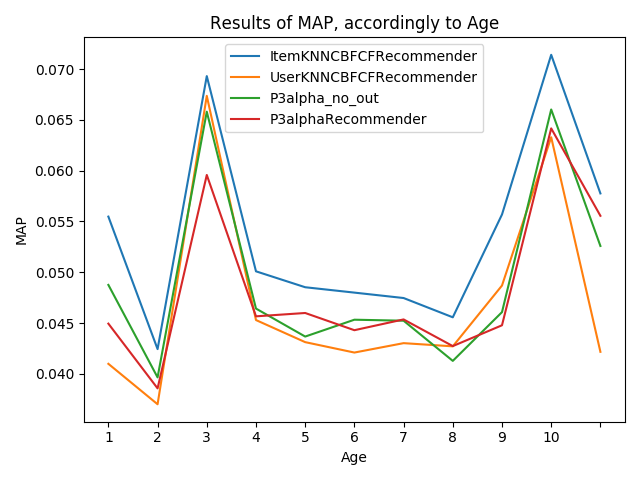 Results of MAP, accordingly to Age
ItemKNNCBFCFRecommender
UserKNNCBFCFRecommender
P3alpha_no_out
P3alphaRecommender
MAP
0.070
0.065
0.060
0.055
0.050
0.045
0.040
1 2 3 4 5 6 7 8 9 10
Age